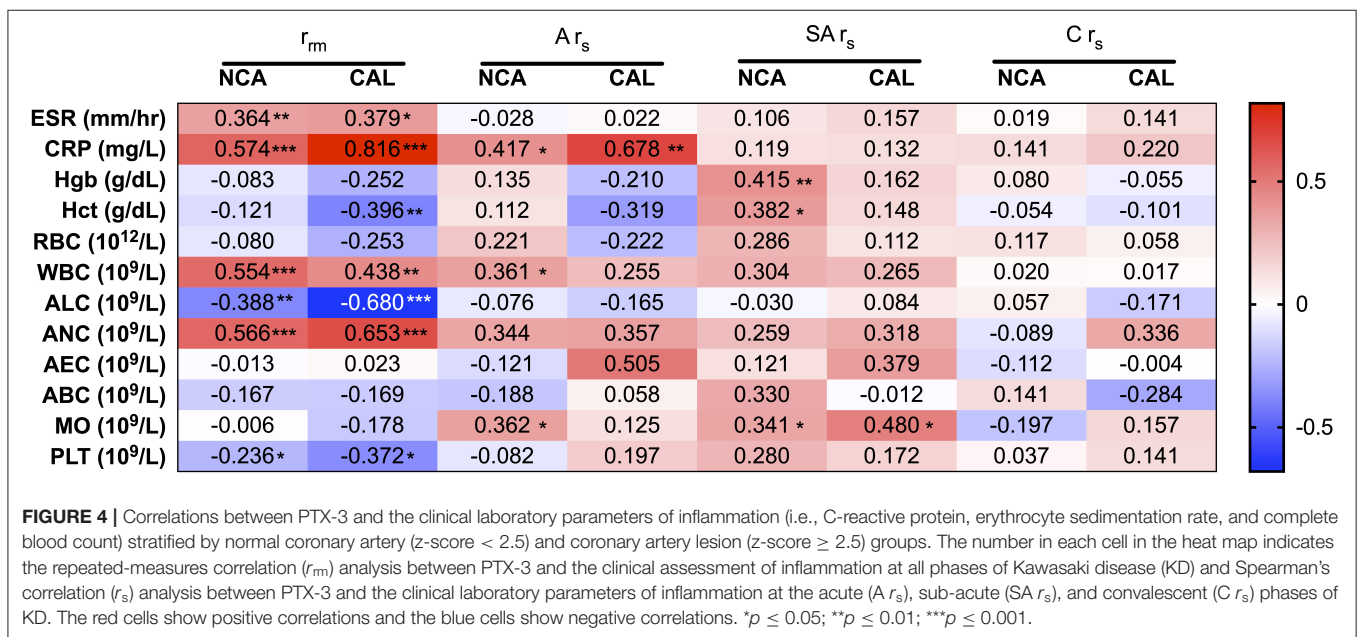 r_rm A r_s SA r_s C r_s
NCA CAL NCA CAL NCA CAL NCA CAL
ESR (mm/hr) 0.364** 0.379* -0.028 0.022 0.106 0.157 0.019 0.141
CRP (mg/L) 0.574*** 0.816*** 0.417* 0.678** 0.119 0.132 0.141 0.220
Hgb (g/dL) -0.083 -0.252 0.135 -0.210 0.415** 0.162 0.080 -0.055
Hct (g/dL) -0.121 -0.396** 0.112 -0.319 0.382* 0.148 -0.054 -0.101
RBC (10¹²/L) -0.080 -0.253 0.221 -0.222 0.286 0.112 0.117 0.058
WBC (10⁹/L) 0.554*** 0.438** 0.361* 0.255 0.304 0.265 0.020 0.017
ALC (10⁹/L) -0.388** -0.680*** -0.076 -0.165 -0.030 0.084 0.057 -0.171
ANC (10⁹/L) 0.566*** 0.653*** 0.344 0.357 0.259 0.318 -0.089 0.336
AEC (10⁹/L) -0.013 0.023 -0.121 0.505 0.121 0.379 -0.112 -0.004
ABC (10⁹/L) -0.167 -0.169 -0.188 0.058 0.330 -0.012 0.141 -0.284
MO (10⁹/L) -0.006 -0.178 0.362* 0.125 0.341* 0.480* -0.197 0.157
PLT (10⁹/L) -0.236* -0.372* -0.082 0.197 0.280 0.172 0.037 0.141
0.5
0
-0.5
FIGURE 4 | Correlations between PTX-3 and the clinical laboratory parameters of inflammation (i.e., C-reactive protein, erythrocyte sedimentation rate, and complete
blood count) stratified by normal coronary artery (z-score < 2.5) and coronary artery lesion (z-score ≥ 2.5) groups. The number in each cell in the heat map indicates
the repeated-measures correlation (r_rm) analysis between PTX-3 and the clinical assessment of inflammation at all phases of Kawasaki disease (KD) and Spearman's
correlation (r_s) analysis between PTX-3 and the clinical laboratory parameters of inflammation at the acute (A r_s), sub-acute (SA r_s), and convalescent (C r_s) phases of
KD. The red cells show positive correlations and the blue cells show negative correlations. *p ≤ 0.05; **p ≤ 0.01; ***p ≤ 0.001.